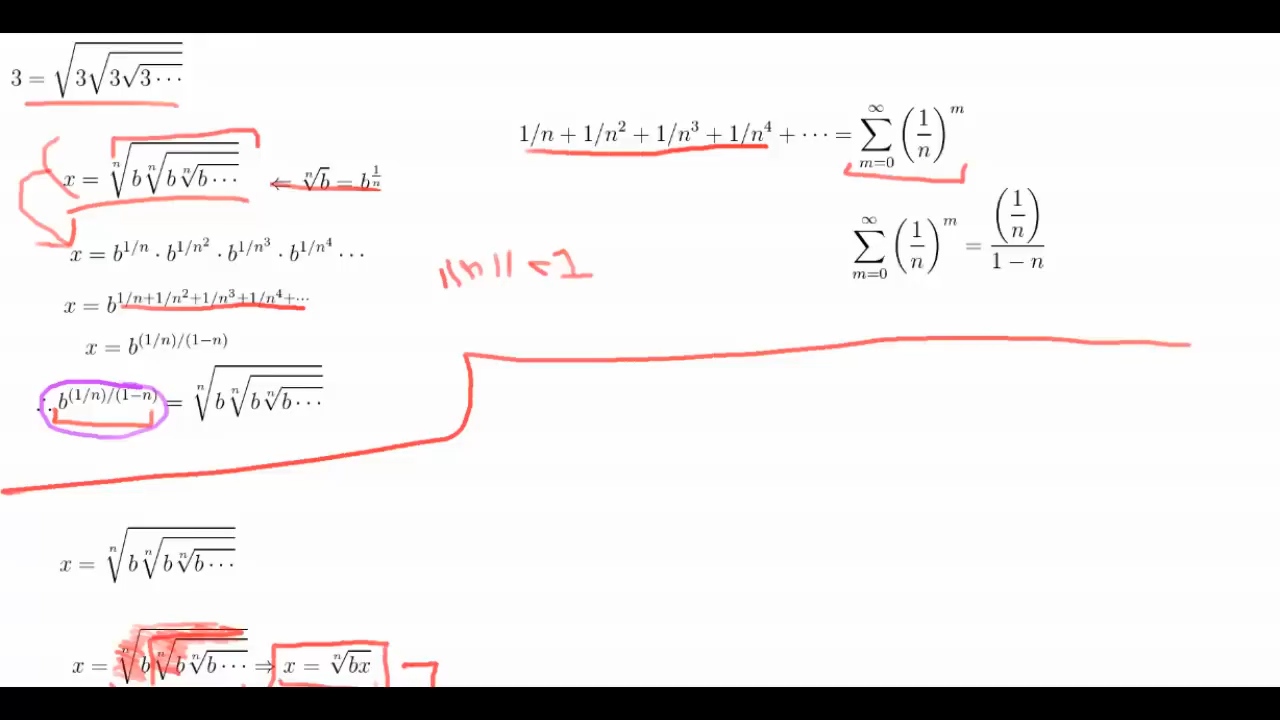 3 = √(3√(3√(3⋯
x = ⁿ√(b ⁿ√(b ⁿ√(b⋯ ⇐ ⁿ√b = b^(1/n)
x = b^(1/n) · b^(1/n²) · b^(1/n³) · b^(1/n⁴) ⋯
x = b^(1/n+1/n²+1/n³+1/n⁴+⋯)
x = b^((1/n)/(1−n))
∴ b^((1/n)/(1−n)) = ⁿ√(b ⁿ√(b ⁿ√(b⋯
1/n + 1/n² + 1/n³ + 1/n⁴ + ⋯ = ∑_{m=0}^{∞} (1/n)^m
∑_{m=0}^{∞} (1/n)^m = (1/n)/(1 − n)
||n|| < 1
x = ⁿ√(b ⁿ√(b ⁿ√(b⋯
x = ⁿ√(b ⁿ√(b ⁿ√(b⋯ ⇒ x = ⁿ√(bx)